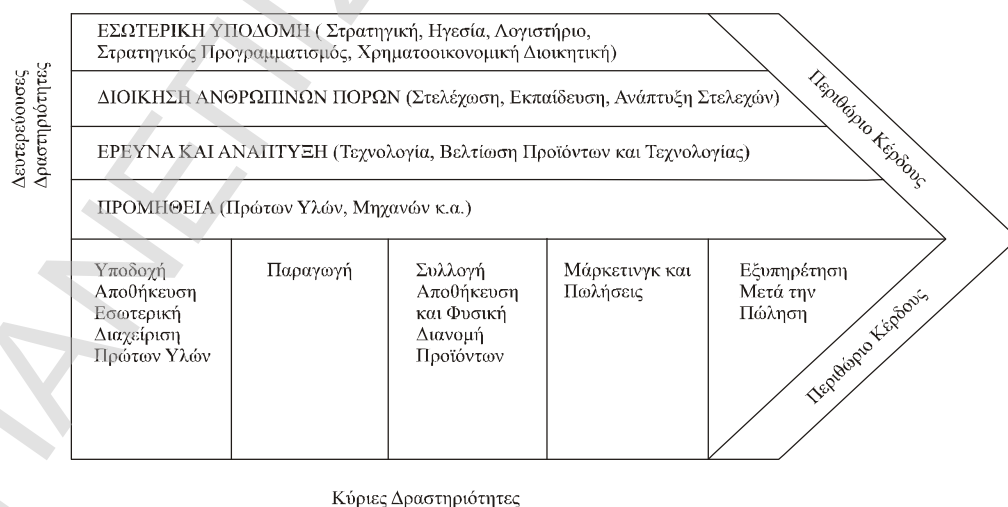 ΕΣΩΤΕΡΙΚΗ ΥΠΟΔΟΜΗ ( Στρατηγική, Ηγεσία, Λογιστήριο,
Στρατηγικός Προγραμματισμός, Χρηματοοικονομική Διοικητική)
ΔΙΟΙΚΗΣΗ ΑΝΘΡΩΠΙΝΩΝ ΠΟΡΩΝ (Στελέχωση, Εκπαίδευση, Ανάπτυξη Στελεχών)
ΕΡΕΥΝΑ ΚΑΙ ΑΝΑΠΤΥΞΗ (Τεχνολογία, Βελτίωση Προϊόντων και Τεχνολογίας)
ΠΡΟΜΗΘΕΙΑ (Πρώτων Υλών, Μηχανών κ.α.)
Δευτερεύουσες
Δραστηριότητες
Περιθώριο Κέρδους
Υποδοχή
Αποθήκευση
Εσωτερική
Διαχείριση
Πρώτων Υλών
Παραγωγή
Συλλογή
Αποθήκευση
και Φυσική
Διανομή
Προϊόντων
Μάρκετινγκ και
Πωλήσεις
Εξυπηρέτηση
Μετά την
Πώληση
Περιθώριο Κέρδους
Κύριες Δραστηριότητες